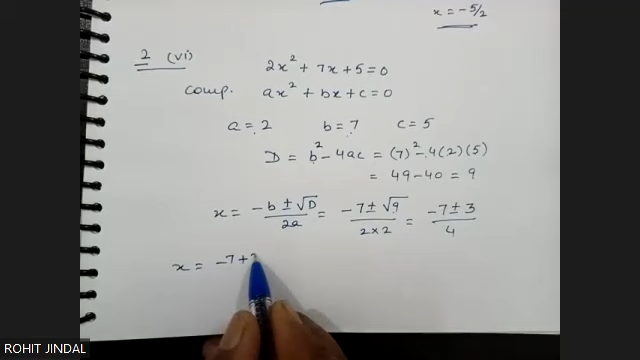 x = -5/2
2 (vi)
2x² + 7x + 5 = 0
Comp. ax² + bx + c = 0
a = 2 b = 7 c = 5
D = b² - 4ac = (7)² - 4(2)(5)
= 49 - 40 = 9
x = -b ± √D / 2a = -7 ± √9 / 2×2 = -7 ± 3 / 4
x = -7 +
ROHIT JINDAL